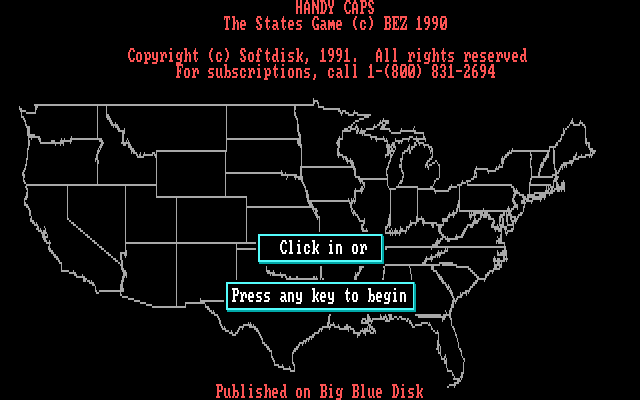 HANDY CAPS
The States Game (c) BEZ 1990
Copyright (c) Softdisk, 1991.  All rights reserved
For subscriptions, call 1-(800) 831-2694
Click in or
Press any key to begin
Published on Big Blue Disk